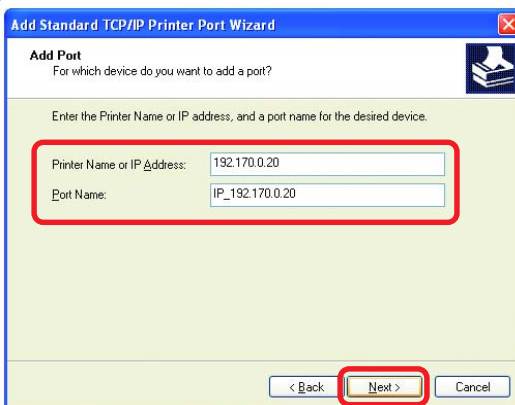 Add Standard TCP/IP Printer Port Wizard
Add Port
For which device do you want to add a port?
Enter the Printer Name or IP address, and a port name for the desired device.
Printer Name or IP Address: 192.170.0.20
Port Name: IP_192.170.0.20
< Back Next > Cancel